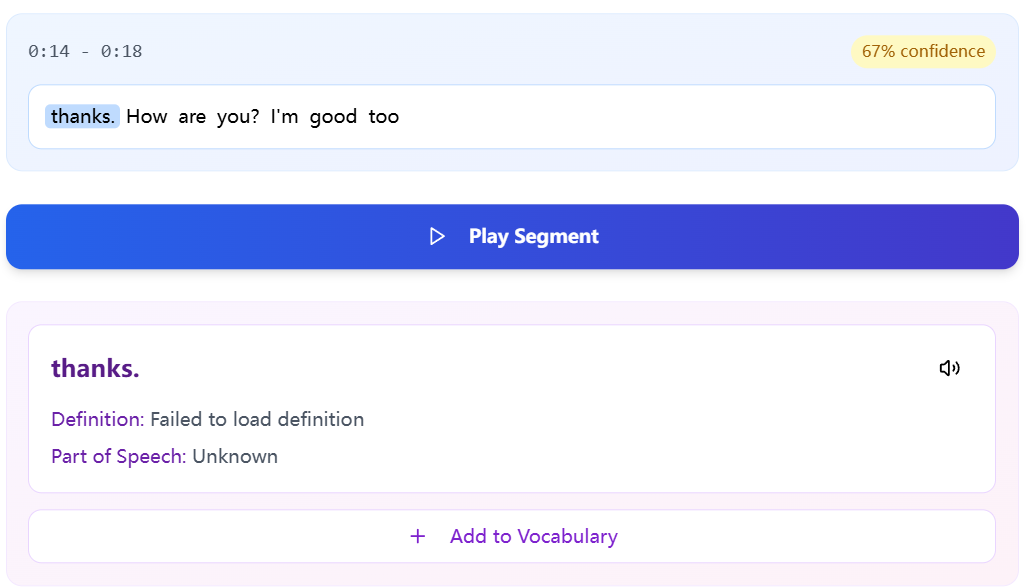 0:14 - 0:18
67% confidence
thanks. How are you? I'm good too
Play Segment
thanks.
Definition: Failed to load definition
Part of Speech: Unknown
+ Add to Vocabulary